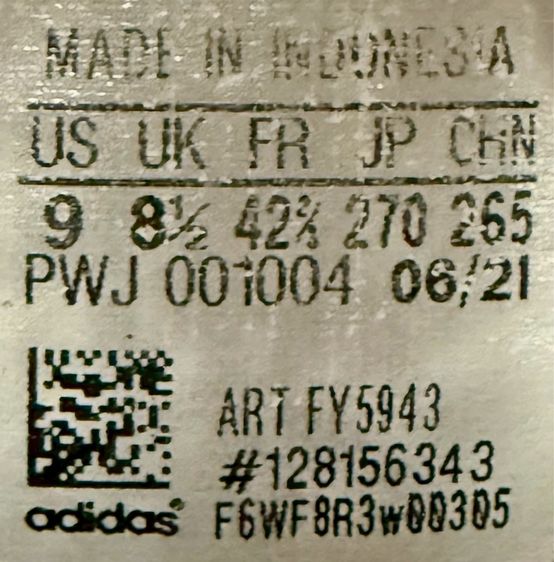 MADE IN INDONESIA
US UK FR JP CHN
9 8½ 42⅔ 270 265
PWJ 001004 06/21
ART FY5943
#128156343
adidas F6WF8R3w00305